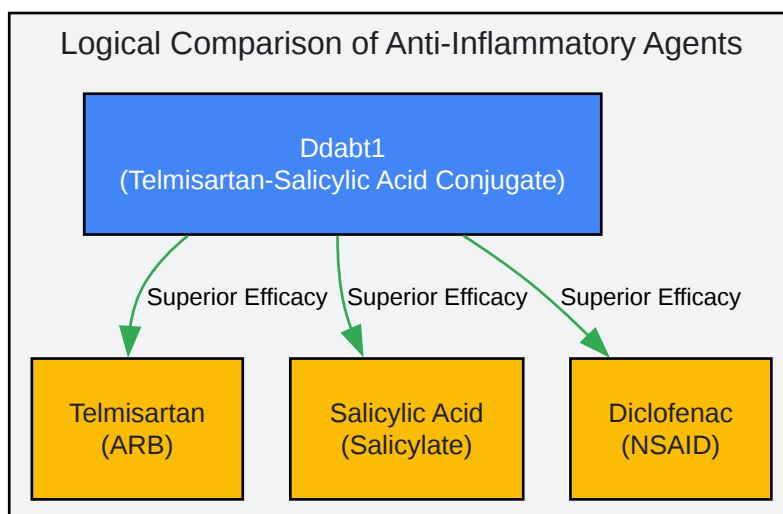 Logical Comparison of Anti-Inflammatory Agents
Ddabt1
(Telmisartan-Salicylic Acid Conjugate)
Superior Efficacy
Superior Efficacy
Superior Efficacy
Telmisartan
(ARB)
Salicylic Acid
(Salicylate)
Diclofenac
(NSAID)